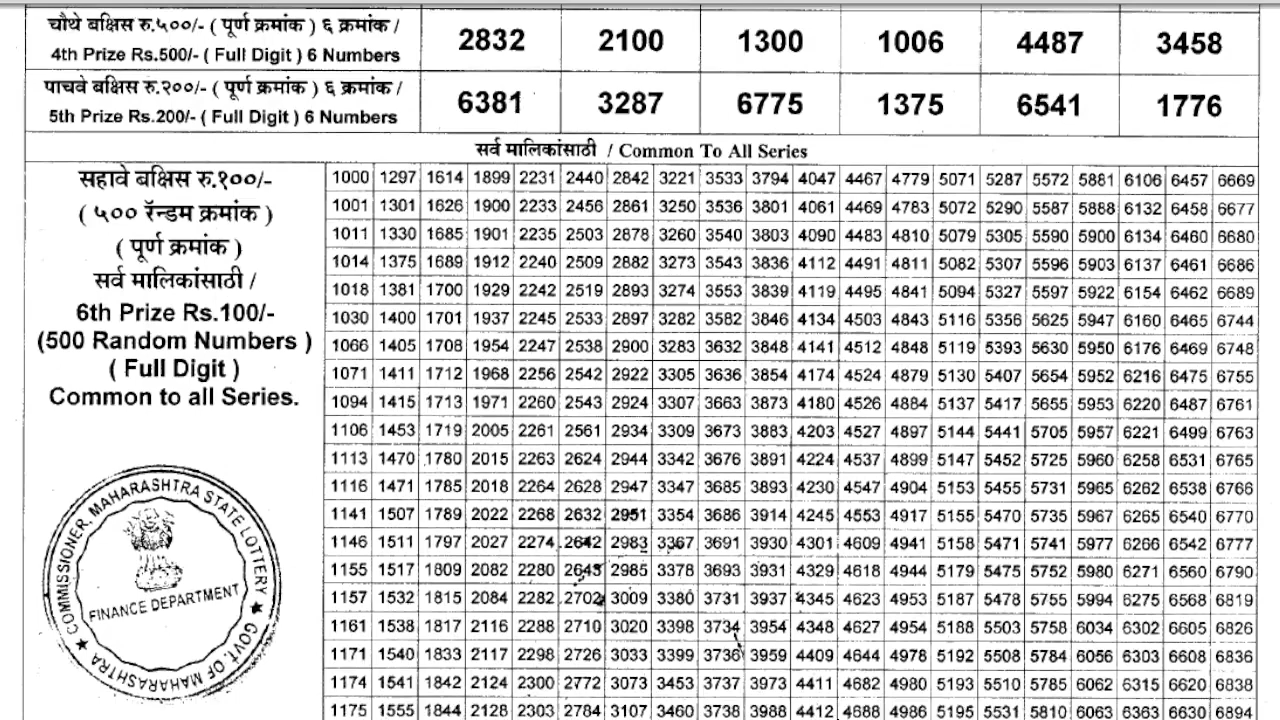 चौथे बक्षिस रु.५००/- ( पूर्ण क्रमांक ) ६ क्रमांक /
4th Prize Rs.500/- ( Full Digit ) 6 Numbers
2832 2100 1300 1006 4487 3458
पाचवे बक्षिस रु.२००/- ( पूर्ण क्रमांक ) ६ क्रमांक /
5th Prize Rs.200/- ( Full Digit ) 6 Numbers
6381 3287 6775 1375 6541 1776
सर्व मालिकांसाठी / Common To All Series
सहावे बक्षिस रु.१००/-
( ५०० रॅन्डम क्रमांक )
( पूर्ण क्रमांक )
सर्व मालिकांसाठी /
6th Prize Rs.100/-
(500 Random Numbers )
( Full Digit )
Common to all Series.
1000 1297 1614 1899 2231 2440 2842 3221 3533 3794 4047 4467 4779 5071 5287 5572 5881 6106 6457 6669
1001 1301 1626 1900 2233 2456 2861 3250 3536 3801 4061 4469 4783 5072 5290 5587 5888 6132 6458 6677
1011 1330 1685 1901 2235 2503 2878 3260 3540 3803 4090 4483 4810 5079 5305 5590 5900 6134 6460 6680
1014 1375 1689 1912 2240 2509 2882 3273 3543 3836 4112 4491 4811 5082 5307 5596 5903 6137 6461 6686
1018 1381 1700 1929 2242 2519 2893 3274 3553 3839 4119 4495 4841 5094 5327 5597 5922 6154 6462 6689
1030 1400 1701 1937 2245 2533 2897 3282 3582 3846 4134 4503 4843 5116 5356 5625 5947 6160 6465 6744
1066 1405 1708 1954 2247 2538 2900 3283 3632 3848 4141 4512 4848 5119 5393 5630 5950 6176 6469 6748
1071 1411 1712 1968 2256 2542 2922 3305 3636 3854 4174 4524 4879 5130 5407 5654 5952 6216 6475 6755
1094 1415 1713 1971 2260 2543 2924 3307 3663 3873 4180 4526 4884 5137 5417 5655 5953 6220 6487 6761
1106 1453 1719 2005 2261 2561 2934 3309 3673 3883 4203 4527 4897 5144 5441 5705 5957 6221 6499 6763
1113 1470 1780 2015 2263 2624 2944 3342 3676 3891 4224 4537 4899 5147 5452 5725 5960 6258 6531 6765
1116 1471 1785 2018 2264 2628 2947 3347 3685 3893 4230 4547 4904 5153 5455 5731 5965 6262 6538 6766
1141 1507 1789 2022 2268 2632 2951 3354 3686 3914 4245 4553 4917 5155 5470 5735 5967 6265 6540 6770
1146 1511 1797 2027 2274 2642 2983 3367 3691 3930 4301 4609 4941 5158 5471 5741 5977 6266 6542 6777
1155 1517 1809 2082 2280 2643 2985 3378 3693 3931 4329 4618 4944 5179 5475 5752 5980 6271 6560 6790
1157 1532 1815 2084 2282 2702 3009 3380 3731 3937 4345 4623 4953 5187 5478 5755 5994 6275 6568 6819
1161 1538 1817 2116 2288 2710 3020 3398 3734 3954 4348 4627 4954 5188 5503 5758 6034 6302 6605 6826
1171 1540 1833 2117 2298 2726 3033 3399 3736 3959 4409 4644 4978 5192 5508 5784 6056 6303 6608 6836
1174 1541 1842 2124 2300 2772 3073 3453 3737 3973 4411 4682 4980 5193 5510 5785 6062 6315 6620 6838
1175 1555 1844 2128 2303 2784 3107 3460 3738 3988 4412 4688 4986 5195 5531 5810 6063 6363 6630 6894
COMMISSIONER. MAHARASHTRA STATE LOTTERY
FINANCE DEPARTMENT
GOVT. OF MAHARASHTRA